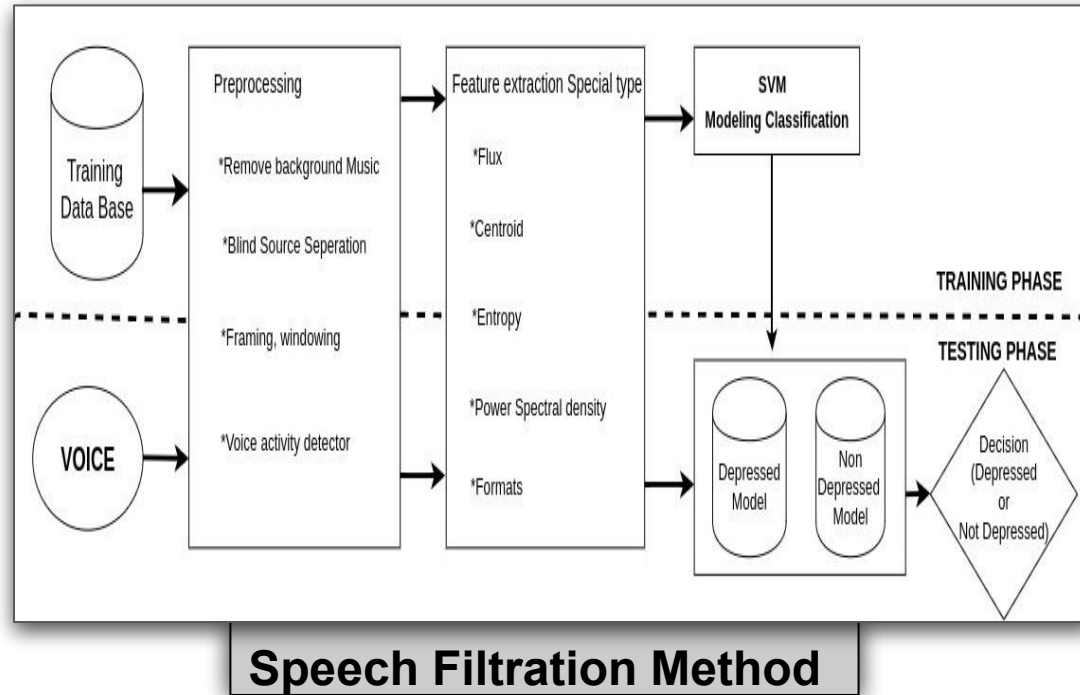 Training
Data Base
Preprocessing
*Remove background Music
*Blind Source Seperation
*Framing, windowing
*Voice activity detector
Feature extraction Special type
*Flux
*Centroid
*Entropy
*Power Spectral density
*Formats
SVM
Modeling Classification
TRAINING PHASE
TESTING PHASE
VOICE
Depressed
Model
Non
Depressed
Model
Decision
(Depressed
or
Not Depressed)
Speech Filtration Method